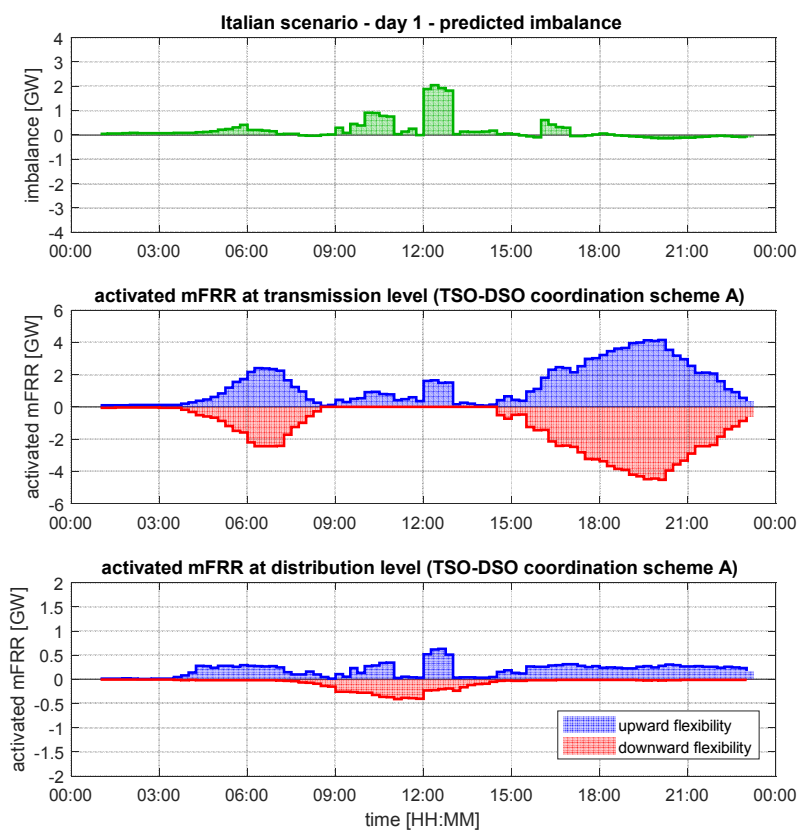 Italian scenario - day 1 - predicted imbalance
imbalance [GW]
4
3
2
1
0
-1
-2
-3
-4
00:00 03:00 06:00 09:00 12:00 15:00 18:00 21:00 00:00
activated mFRR at transmission level (TSO-DSO coordination scheme A)
activated mFRR [GW]
6
4
2
0
-2
-4
-6
00:00 03:00 06:00 09:00 12:00 15:00 18:00 21:00 00:00
activated mFRR at distribution level (TSO-DSO coordination scheme A)
activated mFRR [GW]
2
1.5
1
0.5
0
-0.5
-1
-1.5
-2
upward flexibility
downward flexibility
00:00 03:00 06:00 09:00 12:00 15:00 18:00 21:00 00:00
time [HH:MM]